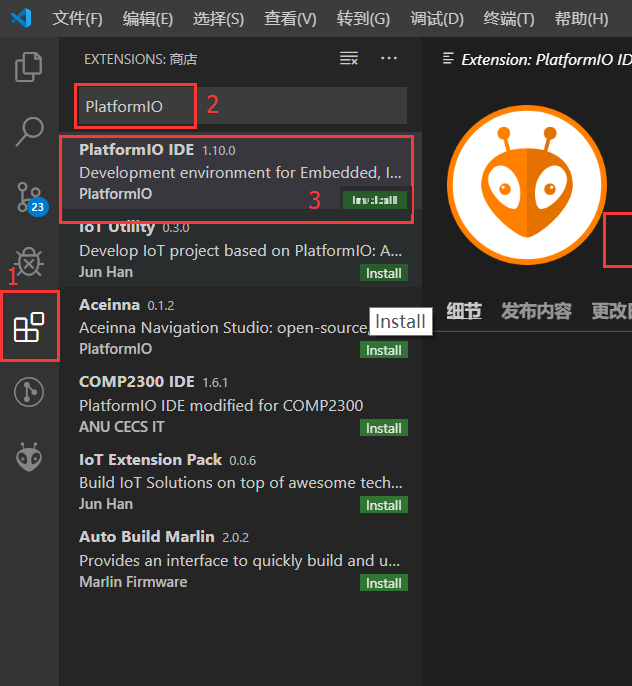 文件(F) 编辑(E) 选择(S) 查看(V) 转到(G) 调试(D) 终端(T) 帮助(H)
EXTENSIONS: 商店
Extension: PlatformIO ID
PlatformIO
2
PlatformIO IDE 1.10.0
Development environment for Embedded, I...
PlatformIO
3
23
IoT Utility 0.3.0
Develop IoT project based on PlatformIO: A...
Jun Han Install
1
Aceinna 0.1.2
Aceinna Navigation Studio: open-source,
PlatformIO Install
Install
细节 发布内容
COMP2300 IDE 1.6.1
PlatformIO IDE modified for COMP2300
ANU CECS IT Install
IoT Extension Pack 0.0.6
Build IoT Solutions on top of awesome tech...
Jun Han Install
Auto Build Marlin 2.0.2
Provides an interface to quickly build and u...
Marlin Firmware Install